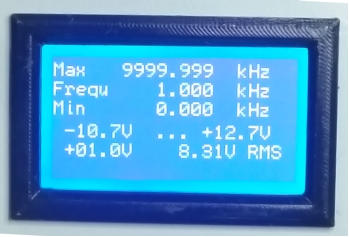 Max 9999.999 kHz
Frequ 1.000 kHz
Min 0.000 kHz
-10.7V ... +12.7V
+01.0V 8.31V RMS